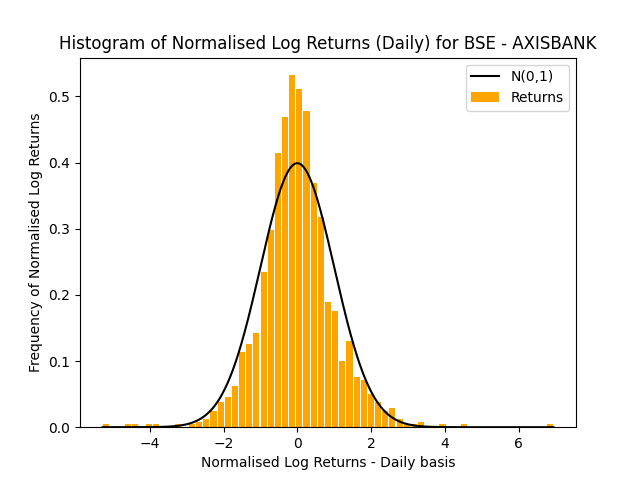 Histogram of Normalised Log Returns (Daily) for BSE - AXISBANK
N(0,1)
Returns
Frequency of Normalised Log Returns
0.5
0.4
0.3
0.2
0.1
0.0
−4 −2 0 2 4 6
Normalised Log Returns - Daily basis